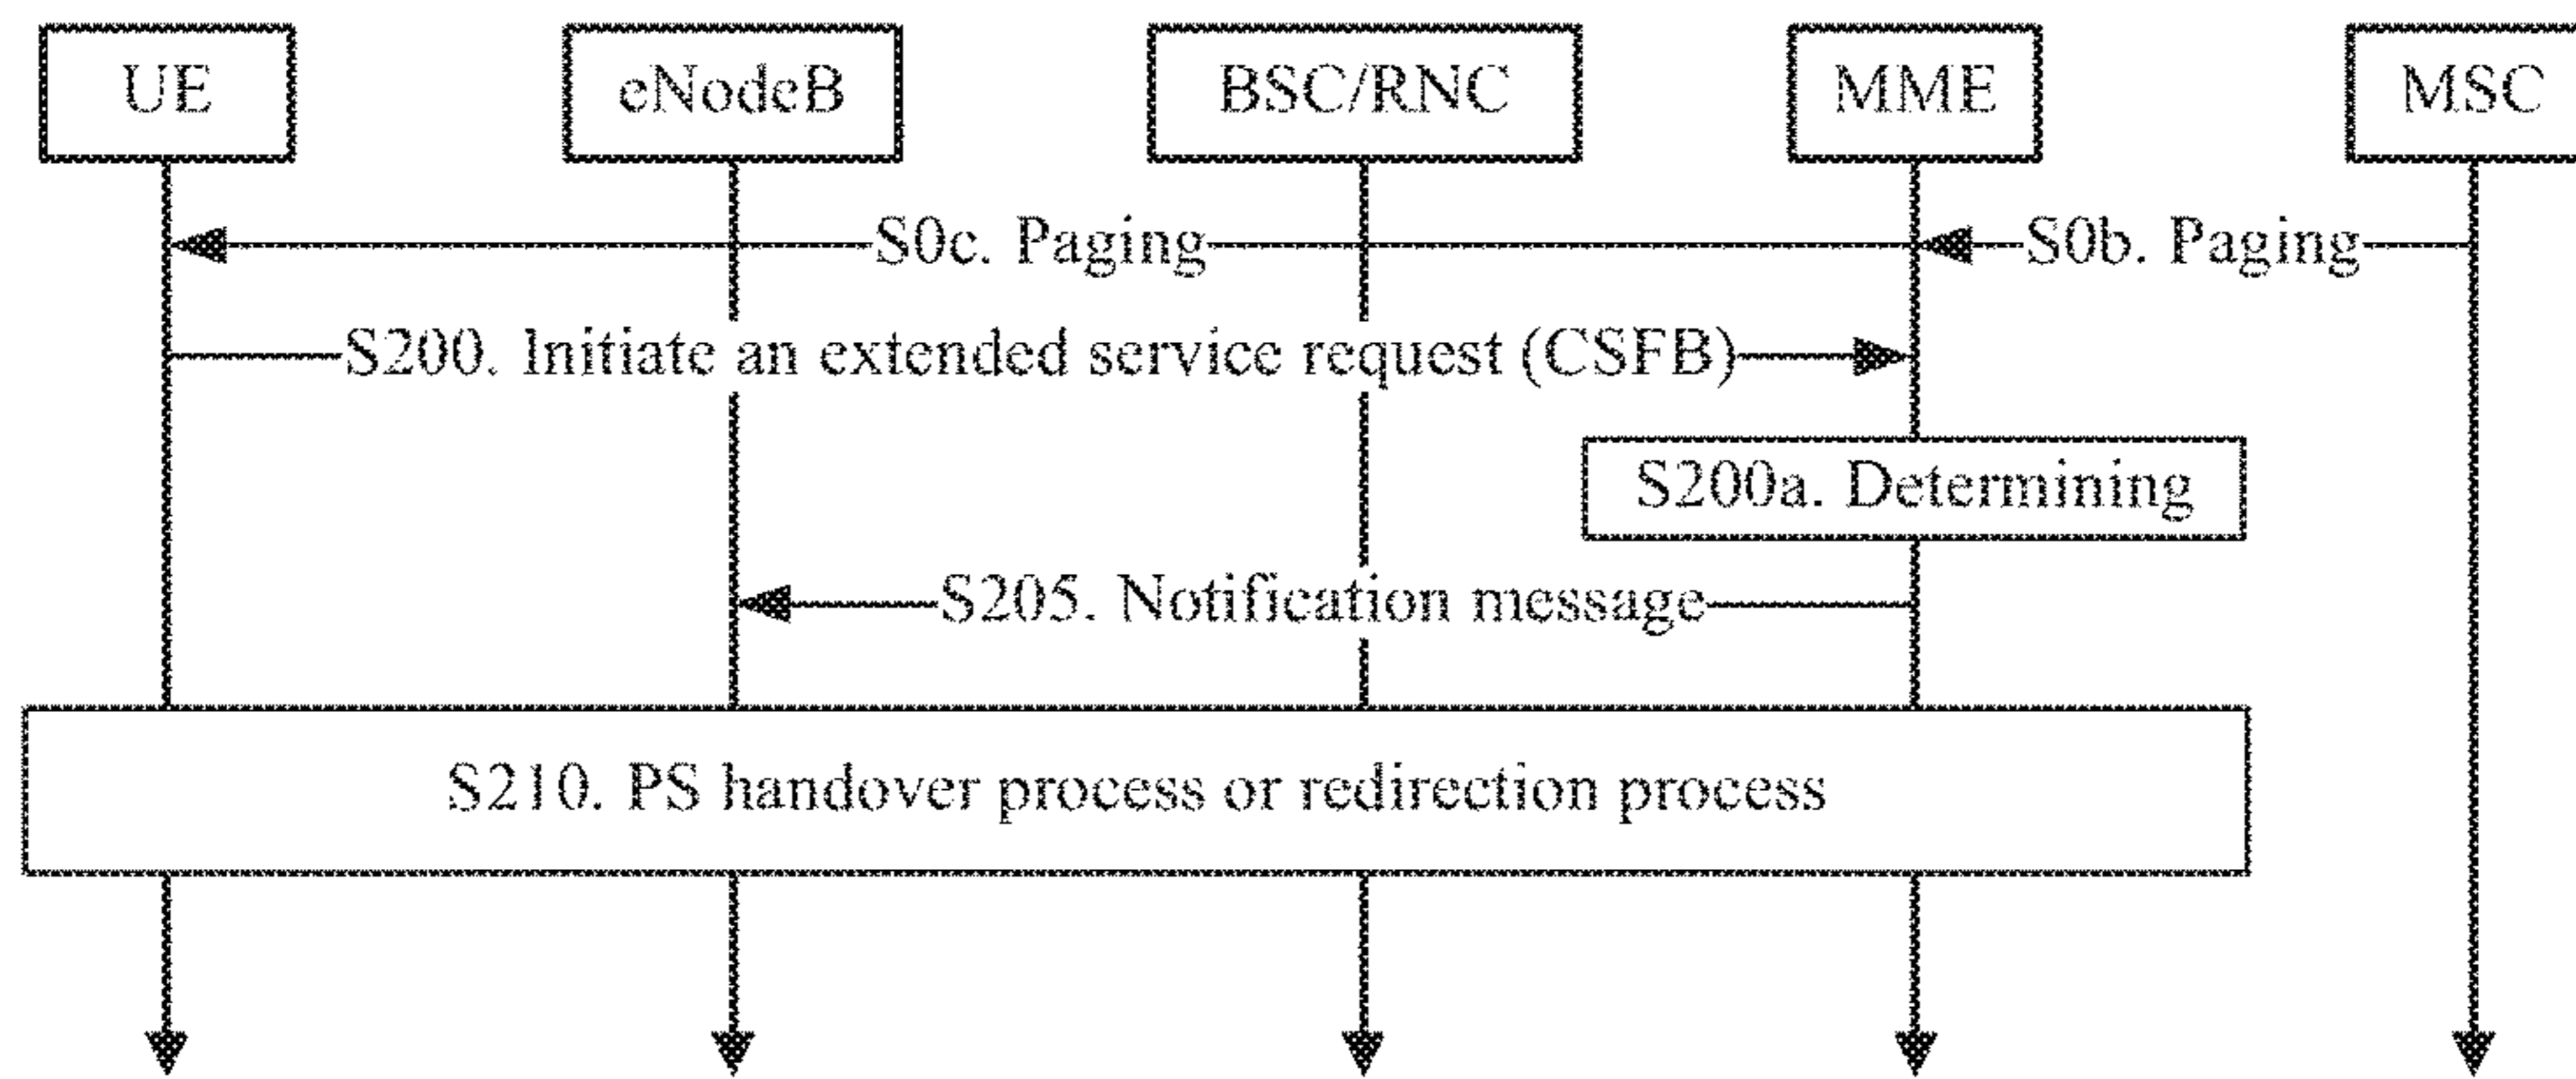 UE
eNodeB
BSC/RNC
MME
MSC
S0c. Paging
S0b. Paging
S200. Initiate an extended service request (CSFB)
S200a. Determining
S205. Notification message
S210. PS handover process or redirection process